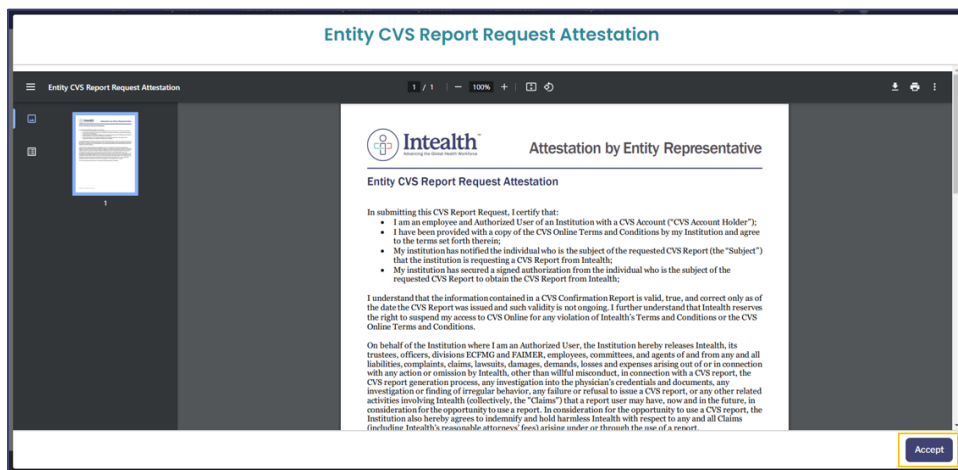 Entity CVS Report Request Attestation
Entity CVS Report Request Attestation
1 / 1
100%
1
Intealth™
Advancing the Global Health Workforce
Attestation by Entity Representative
Entity CVS Report Request Attestation
In submitting this CVS Report Request, I certify that:
• I am an employee and Authorized User of an Institution with a CVS Account ("CVS Account Holder");
• I have been provided with a copy of the CVS Online Terms and Conditions by my Institution and agree
to the terms set forth therein;
• My institution has notified the individual who is the subject of the requested CVS Report (the "Subject")
that the institution is requesting a CVS Report from Intealth;
• My institution has secured a signed authorization from the individual who is the subject of the
requested CVS Report to obtain the CVS Report from Intealth;
I understand that the information contained in a CVS Confirmation Report is valid, true, and correct only as of
the date the CVS Report was issued and such validity is not ongoing. I further understand that Intealth reserves
the right to suspend my access to CVS Online for any violation of Intealth's Terms and Conditions or the CVS
Online Terms and Conditions.
On behalf of the Institution where I am an Authorized User, the Institution hereby releases Intealth, its
trustees, officers, divisions ECFMG and FAIMER, employees, committees, and agents of and from any and all
liabilities, complaints, claims, lawsuits, damages, demands, losses and expenses arising out of or in connection
with any action or omission by Intealth, other than willful misconduct, in connection with a CVS report, the
CVS report generation process, any investigation into the physician's credentials and documents, any
investigation or finding of irregular behavior, any failure or refusal to issue a CVS report, or any other related
activities involving Intealth (collectively, the "Claims") that a report user may have, now and in the future, in
consideration for the opportunity to use a report. In consideration for the opportunity to use a CVS report, the
Institution also hereby agrees to indemnify and hold harmless Intealth with respect to any and all Claims
(including Intealth's reasonable attorneys' fees) arising under or through the use of a report.
Accept